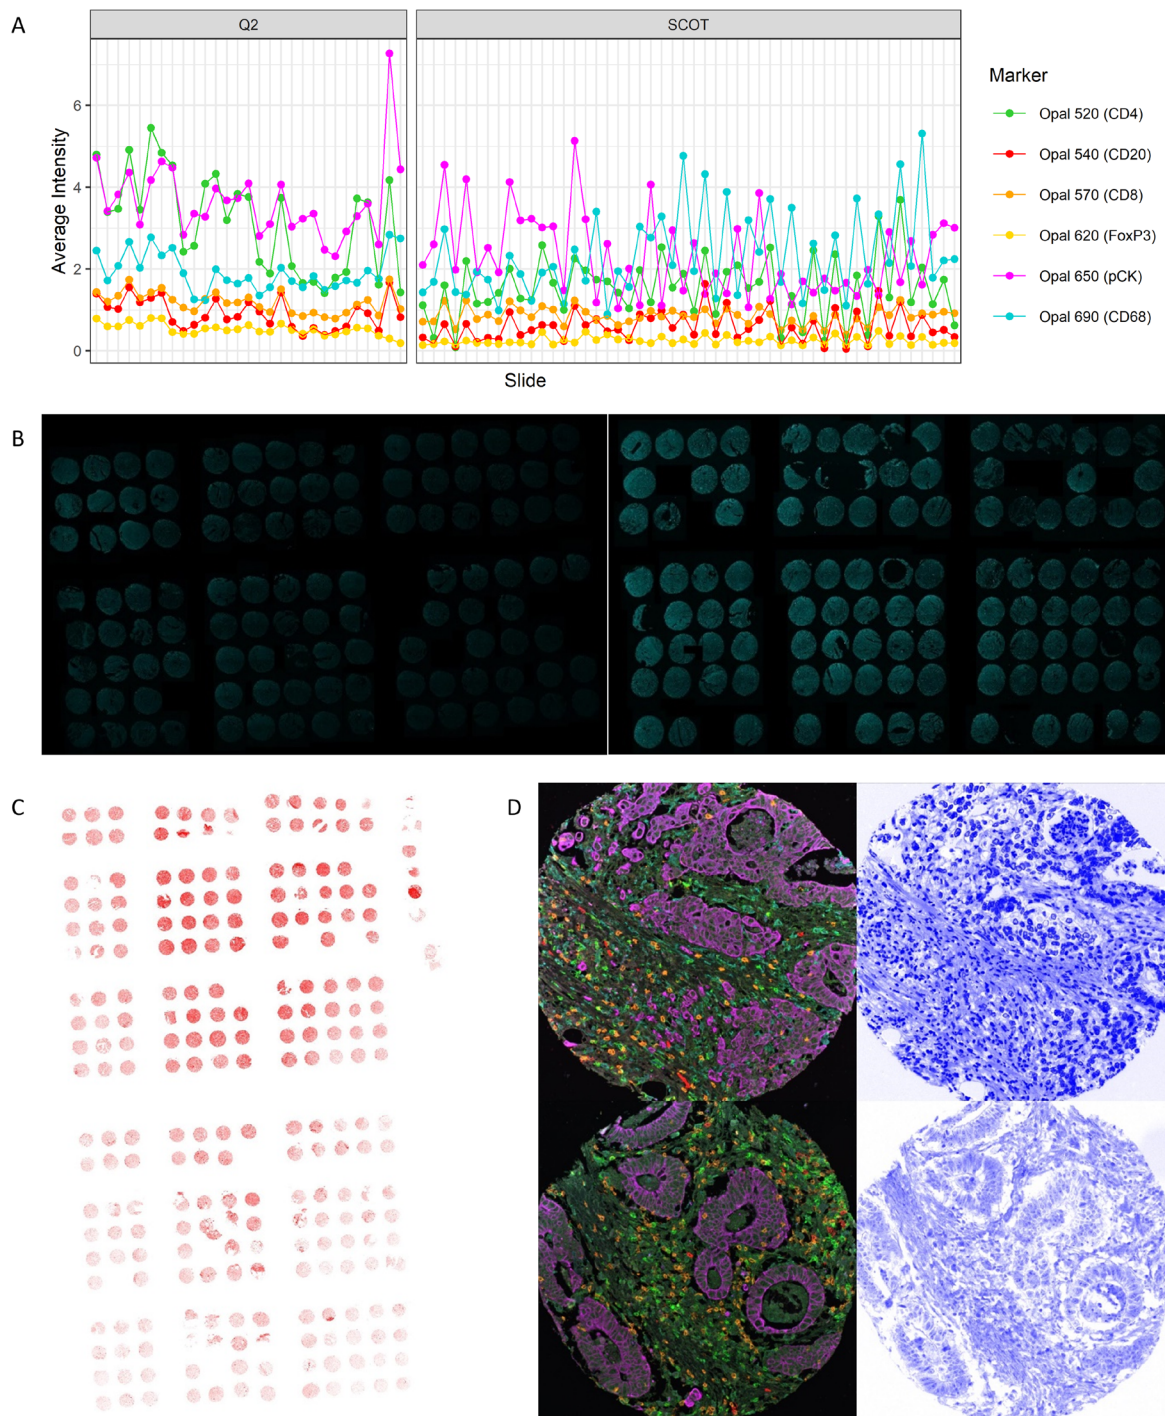 A
Q2
SCOT
Average Intensity
6
4
2
0
Slide
Marker
Opal 520 (CD4)
Opal 540 (CD20)
Opal 570 (CD8)
Opal 620 (FoxP3)
Opal 650 (pCK)
Opal 690 (CD68)
B
C
D